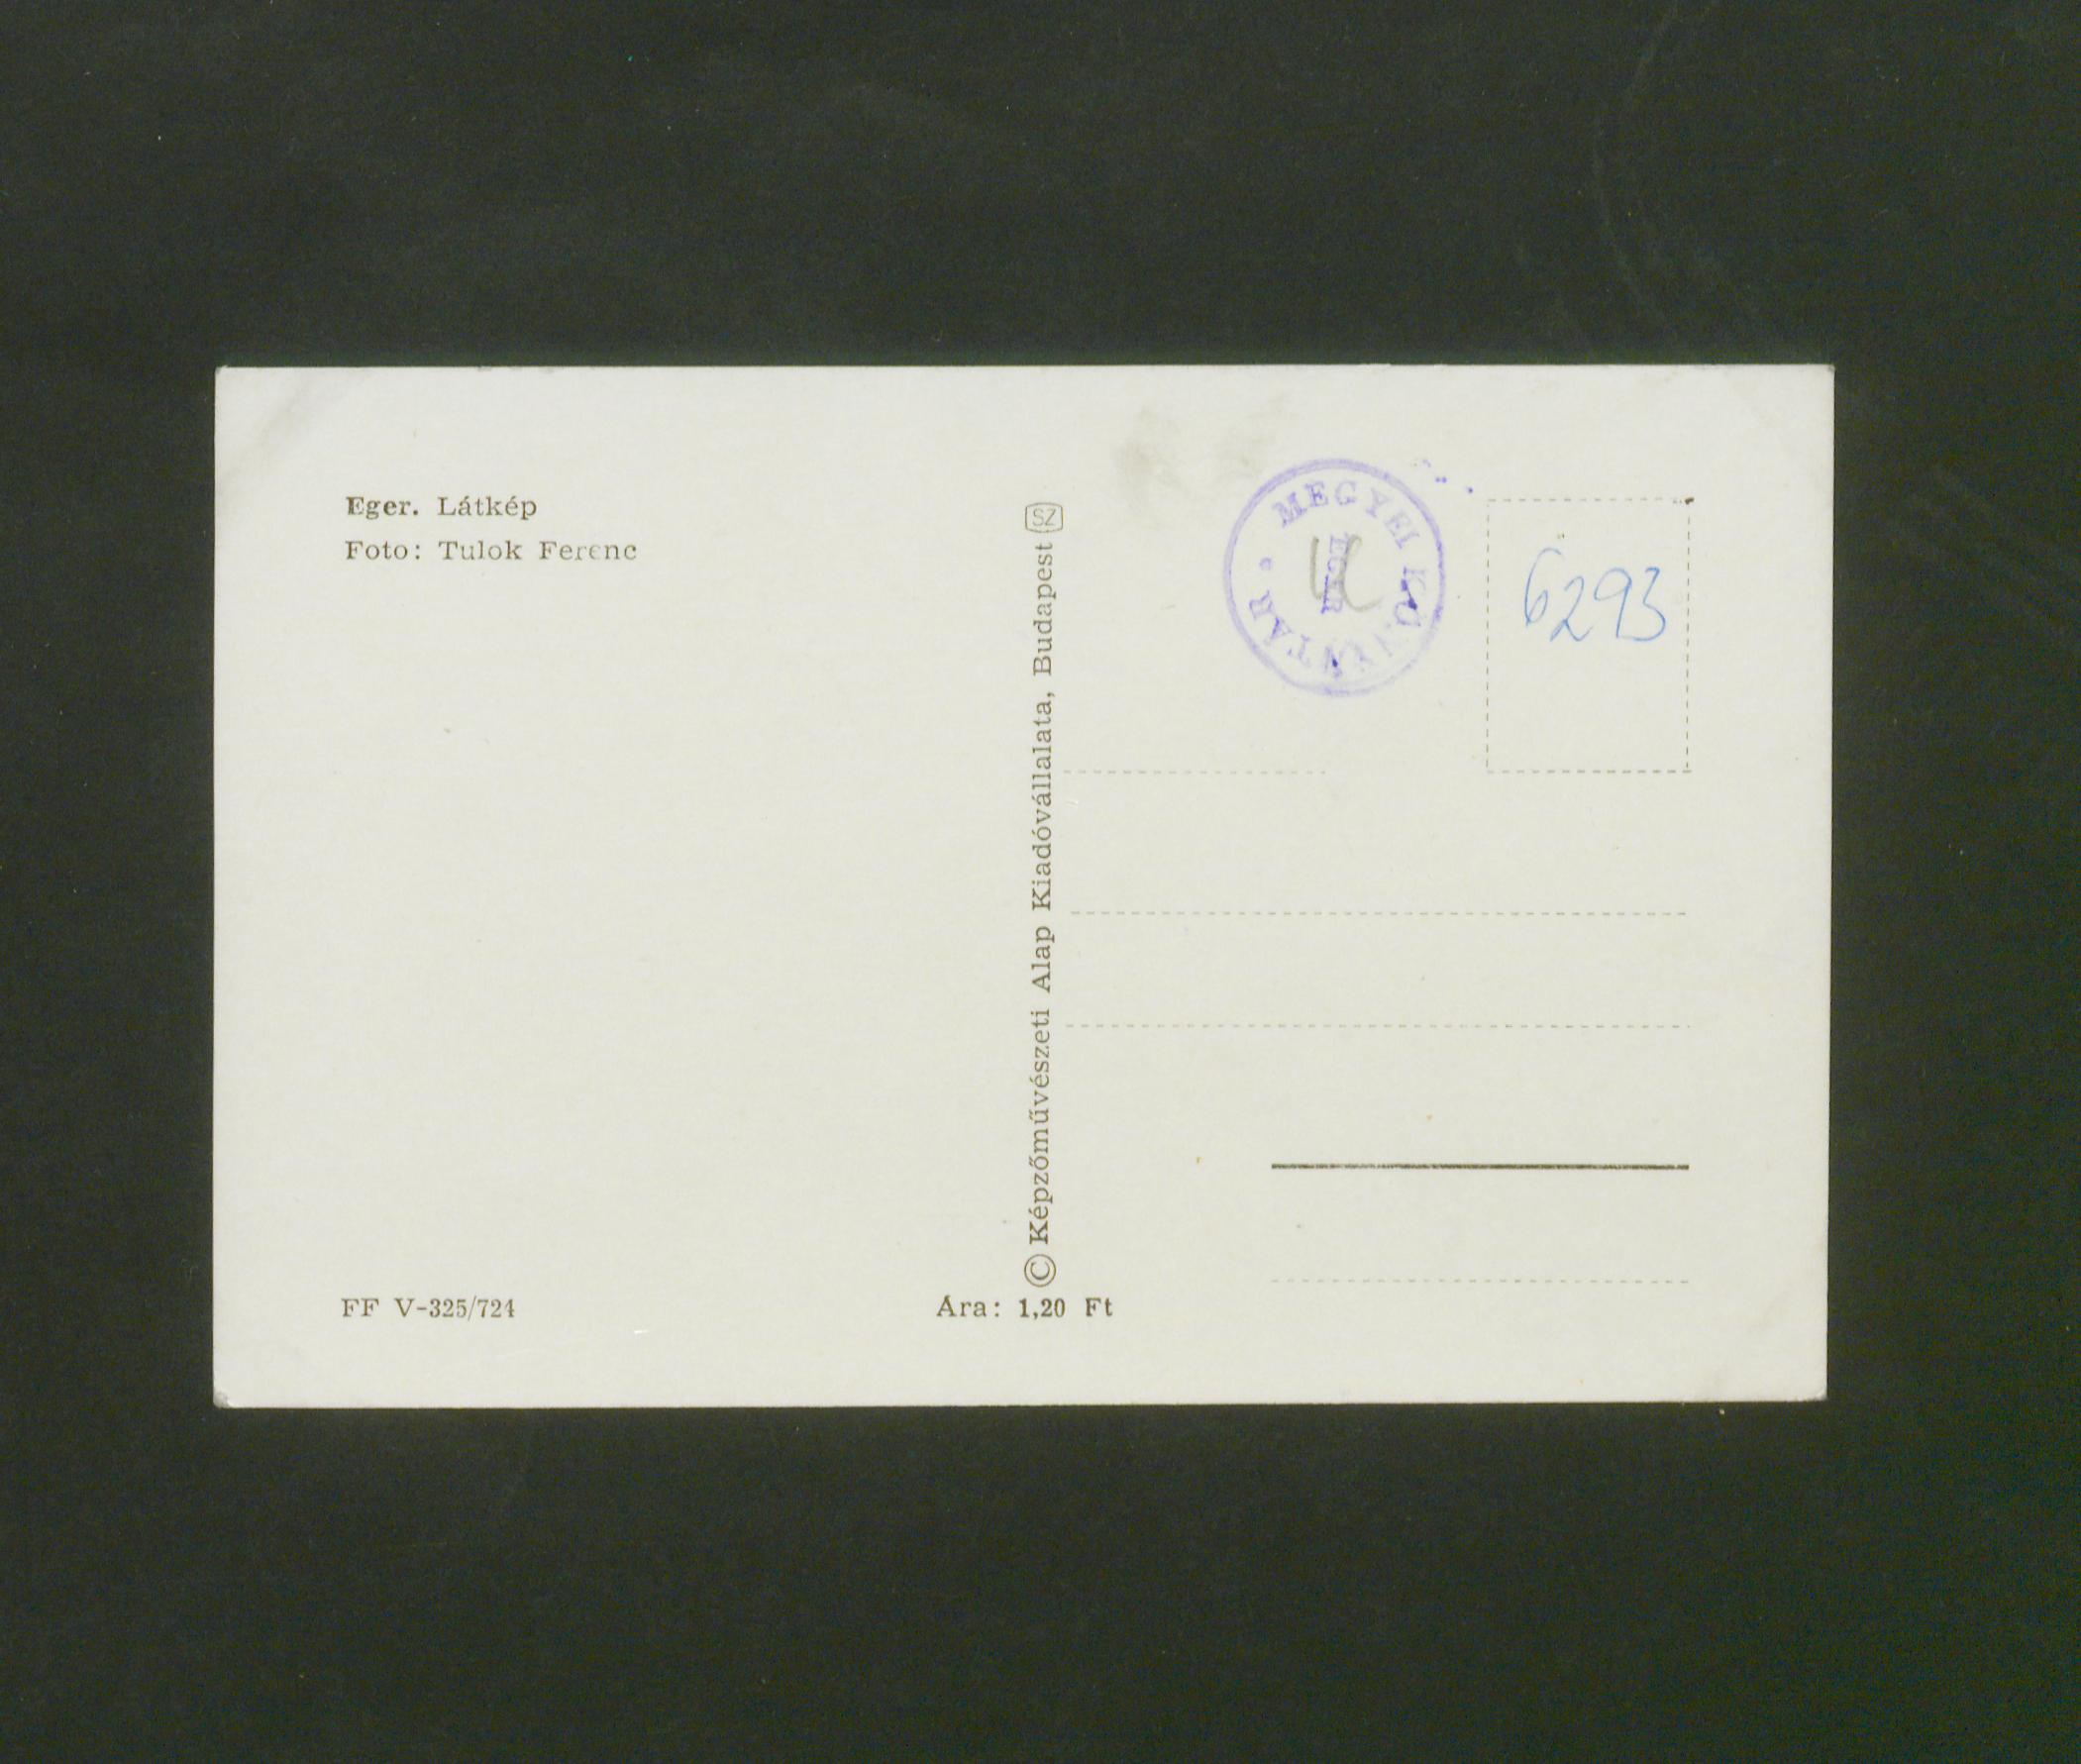 Eger. Látkép
Foto: Tulok Ferenc
© Képzőművészeti Alap Kiadóvállalata, Budapest SZ
MEGYEI KÖNYVTÁR
EGER
6293
FF V-325/724
Ára: 1,20 Ft